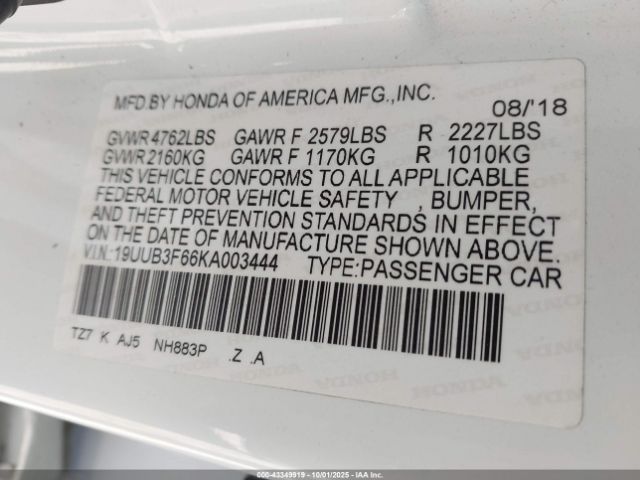 MFD.BY HONDA OF AMERICA MFG.,INC. 08/'18
GVWR 4762LBS GAWR F 2579LBS R 2227LBS
GVWR 2160KG GAWR F 1170KG R 1010KG
THIS VEHICLE CONFORMS TO ALL APPLICABLE
FEDERAL MOTOR VEHICLE SAFETY , BUMPER,
AND THEFT PREVENTION STANDARDS IN EFFECT
ON THE DATE OF MANUFACTURE SHOWN ABOVE.
V.I.N.:19UUB3F66KA003444 TYPE:PASSENGER CAR
TZ7 K AJ5 NH883P .Z .A
HONDA HONDA HONDA
000-43349919 - 10/01/2025 - IAA Inc.